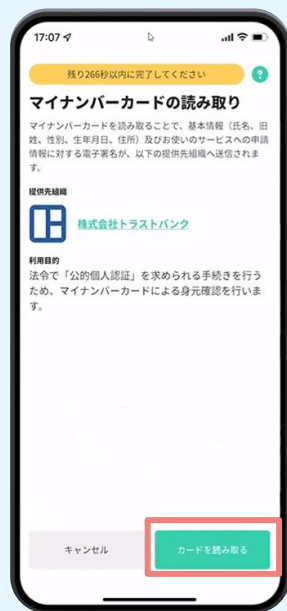 17:07
残り266秒以内に完了してください
?
マイナンバーカードの読み取り
マイナンバーカードを読み取ることで、基本情報（氏名、旧
姓、性別、生年月日、住所）及びお使いのサービスへの申請
情報に対する電子署名が、以下の提供先組織へ送信されま
す。
提供先組織
株式会社トラストバンク
利用目的
法令で「公的個人認証」を求められる手続きを行う
ため、マイナンバーカードによる身元確認を行いま
す。
キャンセル
カードを読み取る